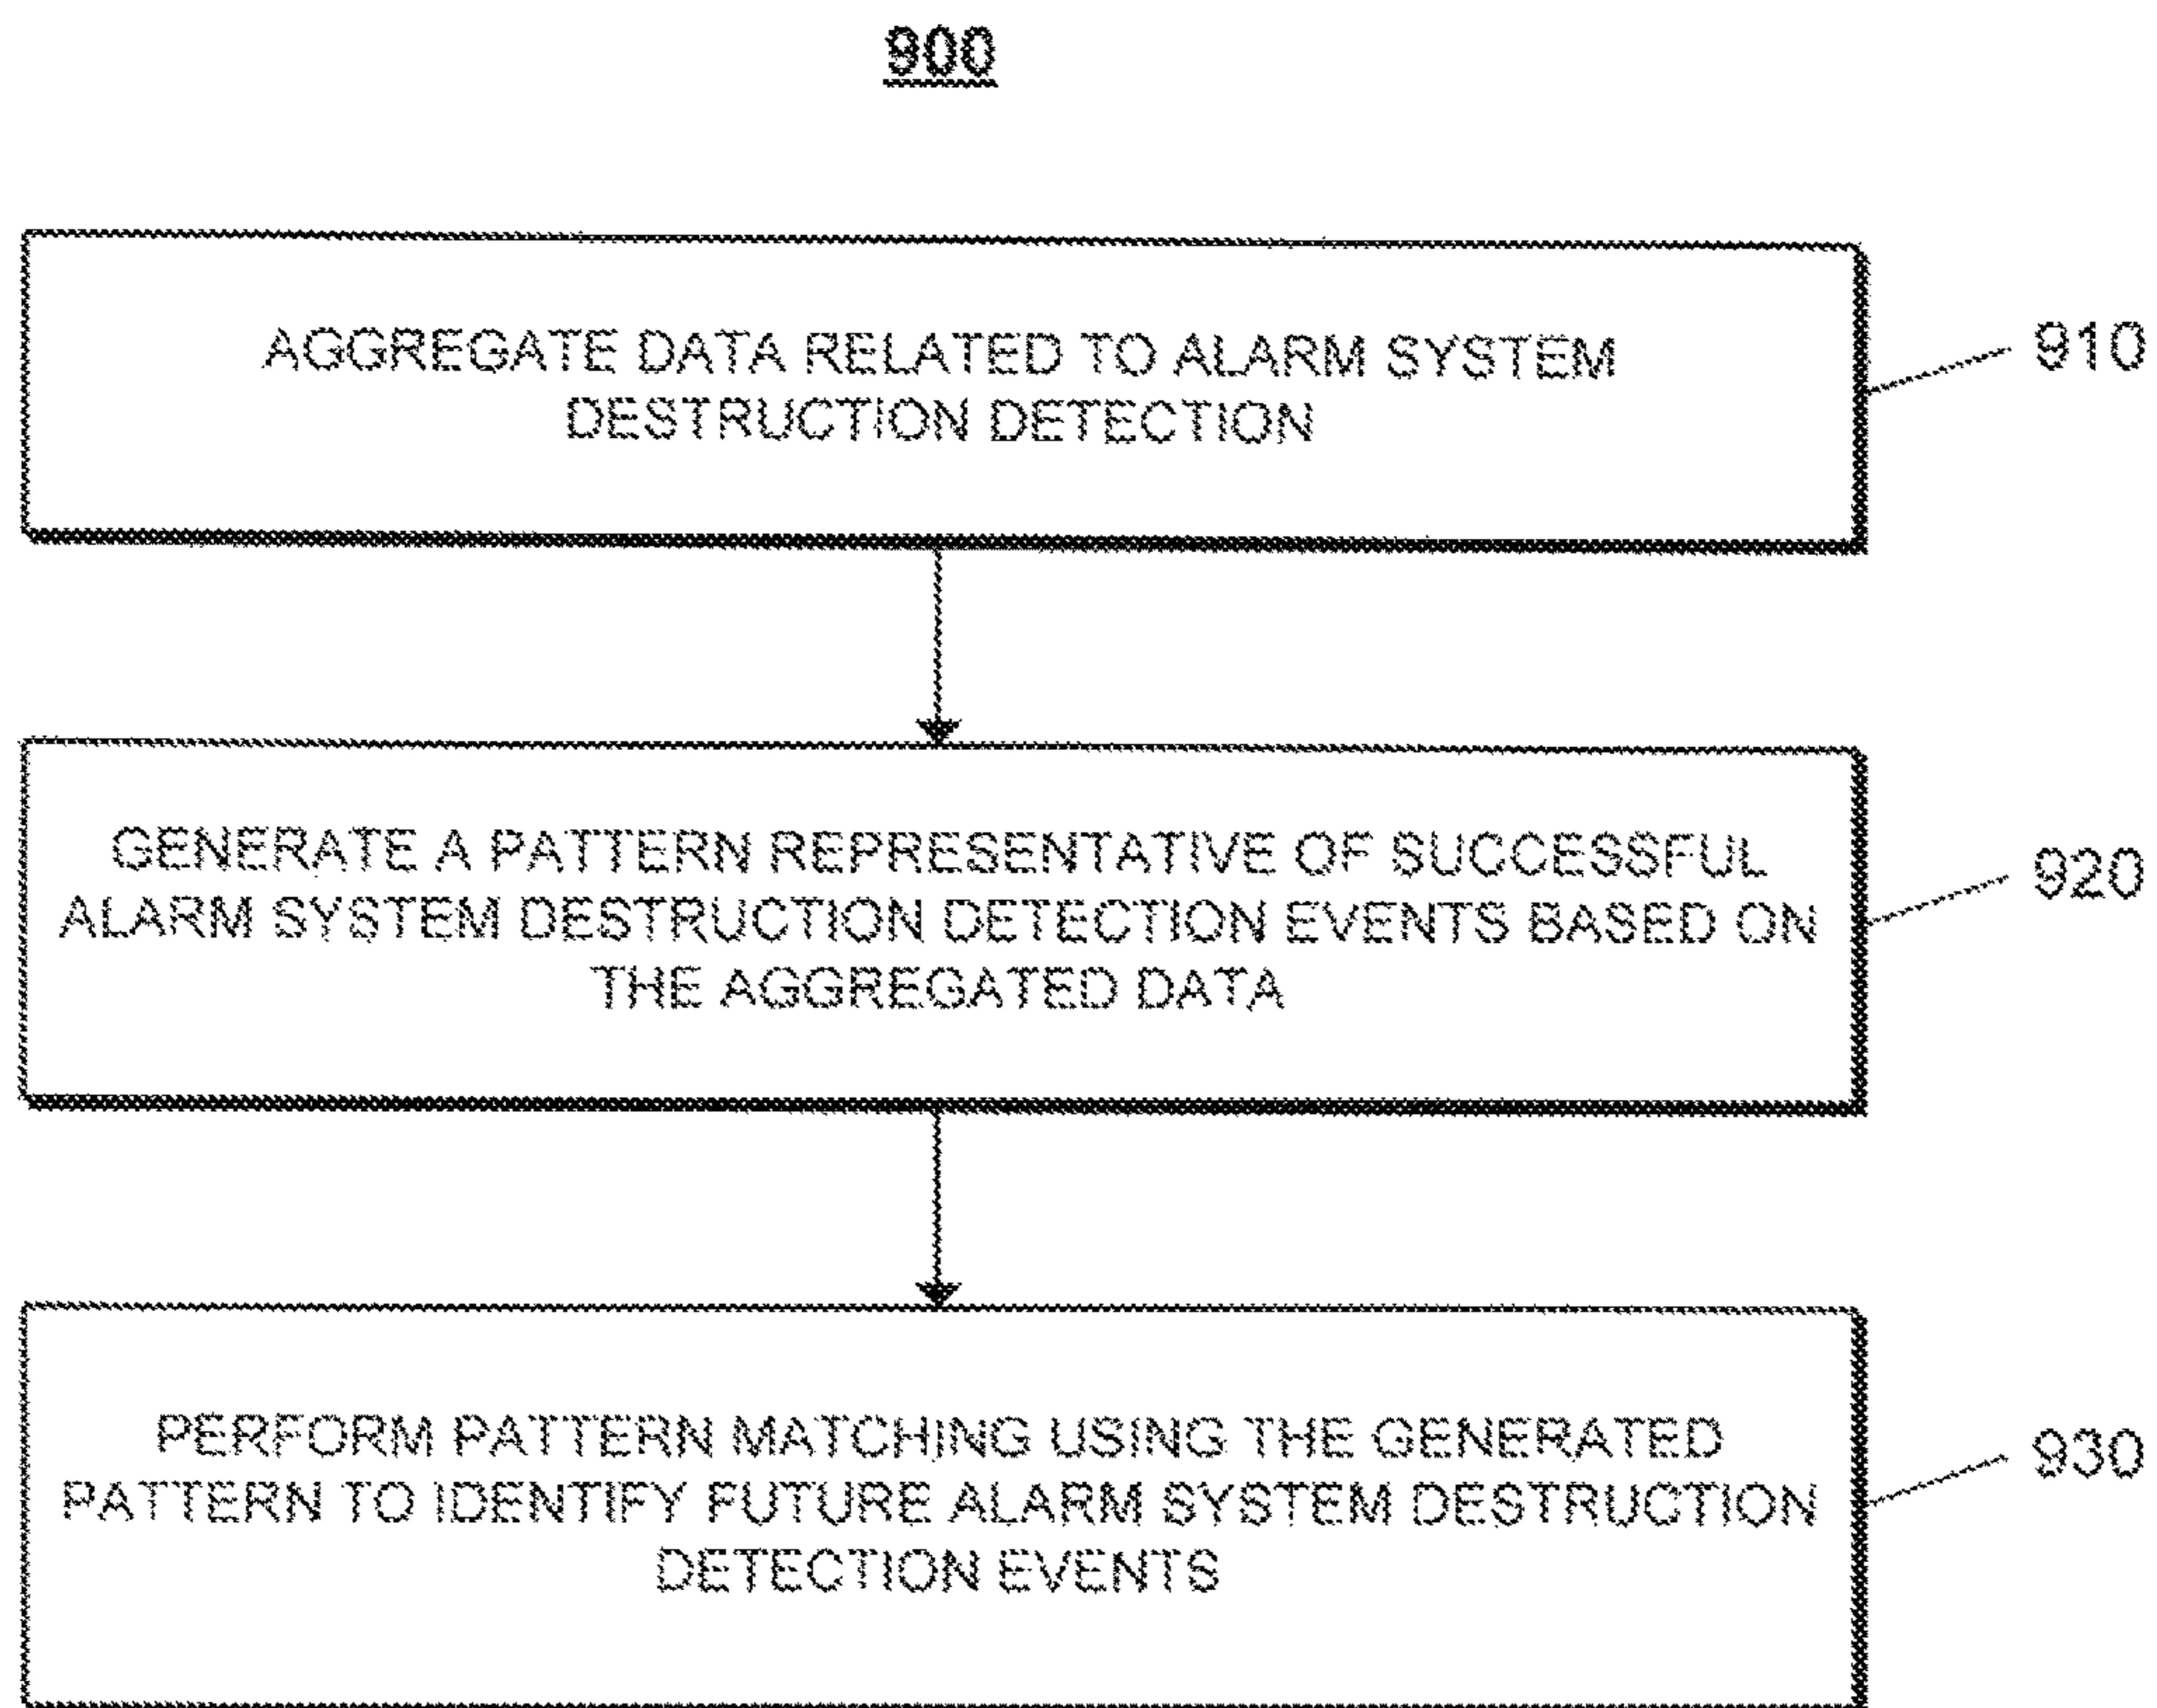 900
AGGREGATE DATA RELATED TO ALARM SYSTEM
DESTRUCTION DETECTION
910
GENERATE A PATTERN REPRESENTATIVE OF SUCCESSFUL
ALARM SYSTEM DESTRUCTION DETECTION EVENTS BASED ON
THE AGGREGATED DATA
920
PERFORM PATTERN MATCHING USING THE GENERATED
PATTERN TO IDENTIFY FUTURE ALARM SYSTEM DESTRUCTION
DETECTION EVENTS
930